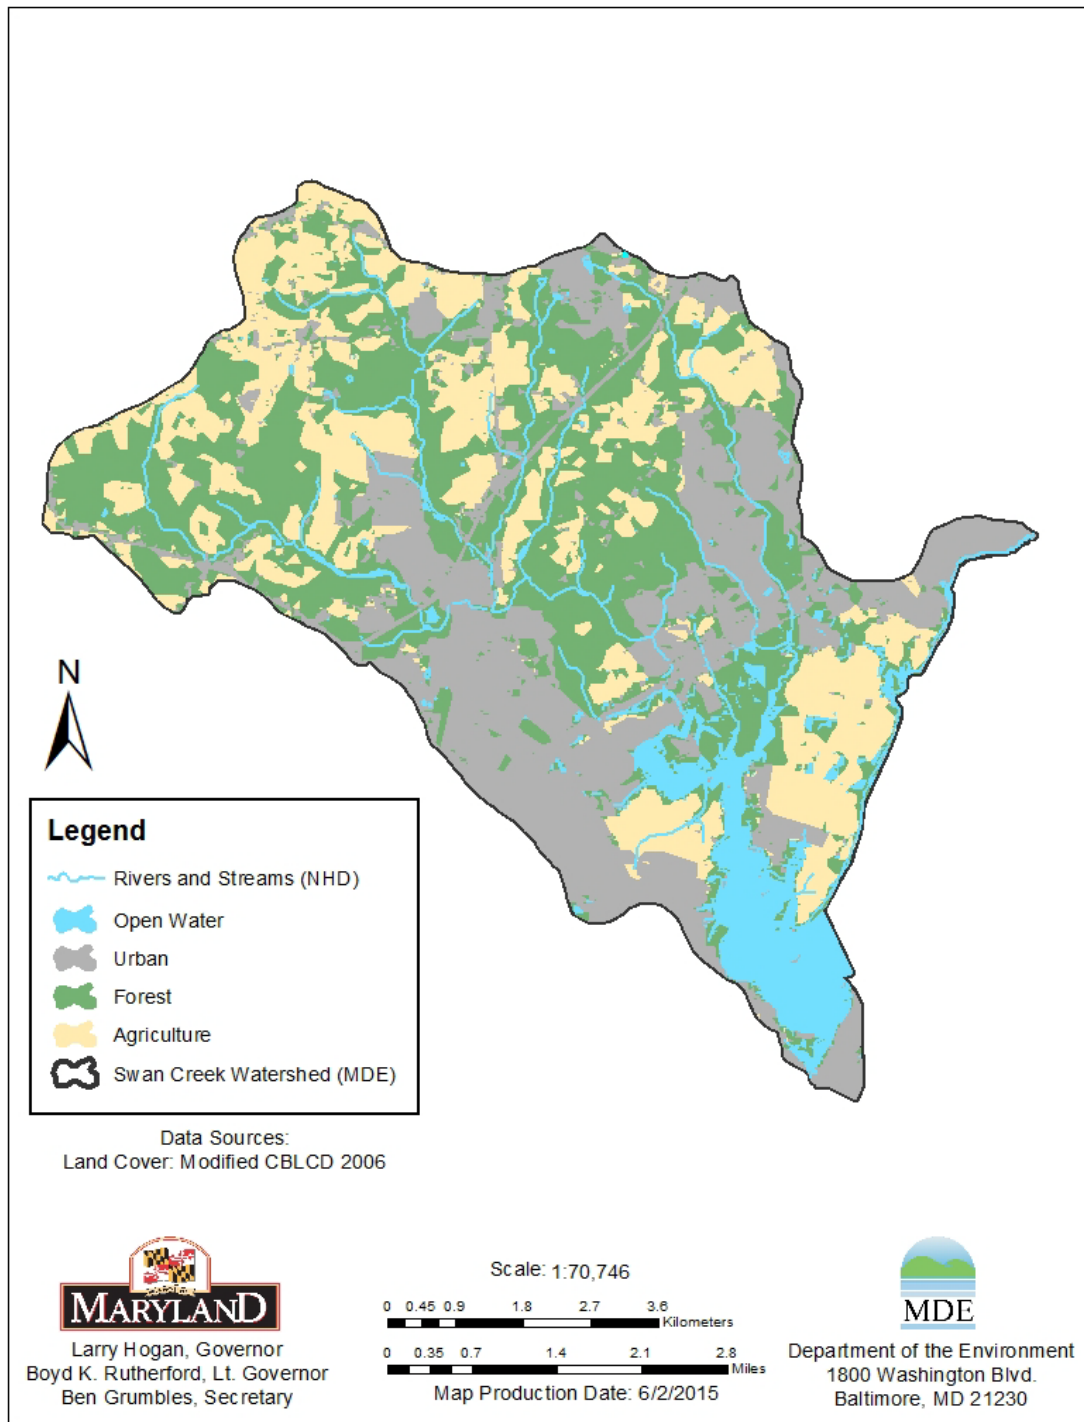 N
Legend
Rivers and Streams (NHD)
Open Water
Urban
Forest
Agriculture
Swan Creek Watershed (MDE)
Data Sources:
Land Cover: Modified CBLCD 2006
MARYLAND
Larry Hogan, Governor
Boyd K. Rutherford, Lt. Governor
Ben Grumbles, Secretary
Scale: 1:70,746
0 0.45 0.9 1.8 2.7 3.6
Kilometers
0 0.35 0.7 1.4 2.1 2.8
Miles
Map Production Date: 6/2/2015
MDE
Department of the Environment
1800 Washington Blvd.
Baltimore, MD 21230